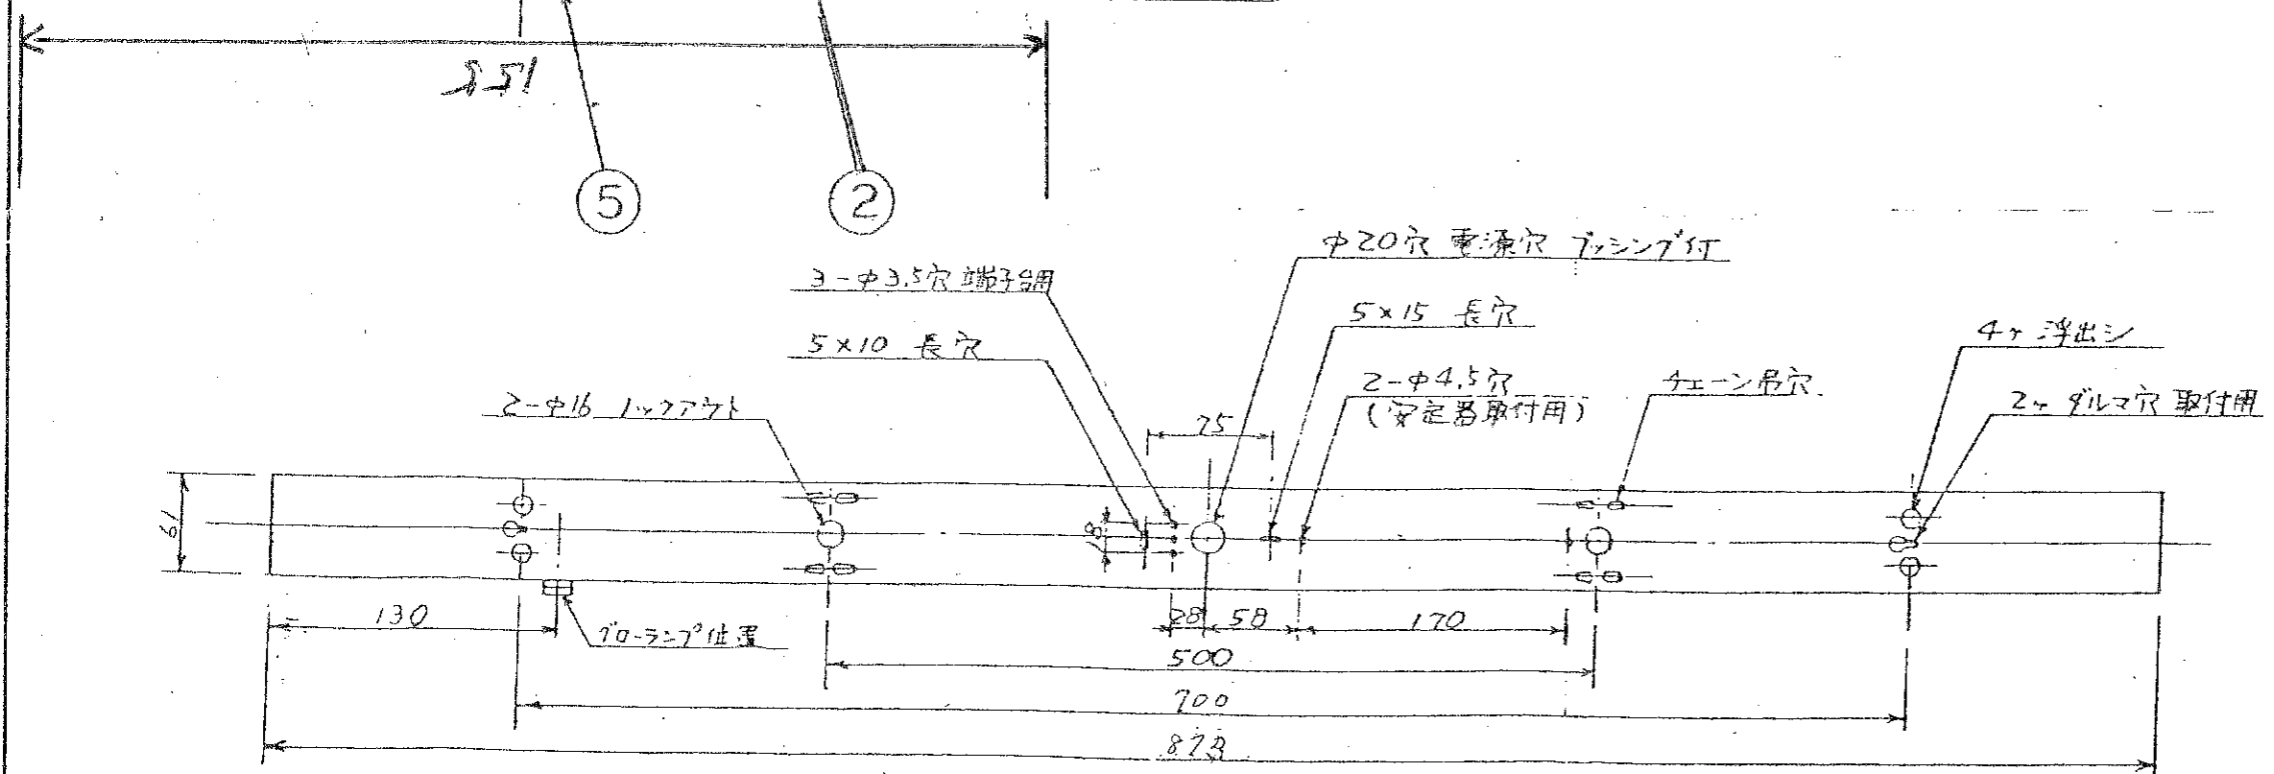 ⑤
②
φ20穴 電源穴 ブッシング付
3-φ3.5穴 端子台用
5×15 長穴
5×10 長穴
4ヶ 浮出シ
2-φ4.5穴
(安定器取付用)
チェーン吊穴
2ヶ ダルマ穴 取付用
2-φ16 ノックアウト
75
61
18
130
グローランプ位置
28
58
170
500
700
873